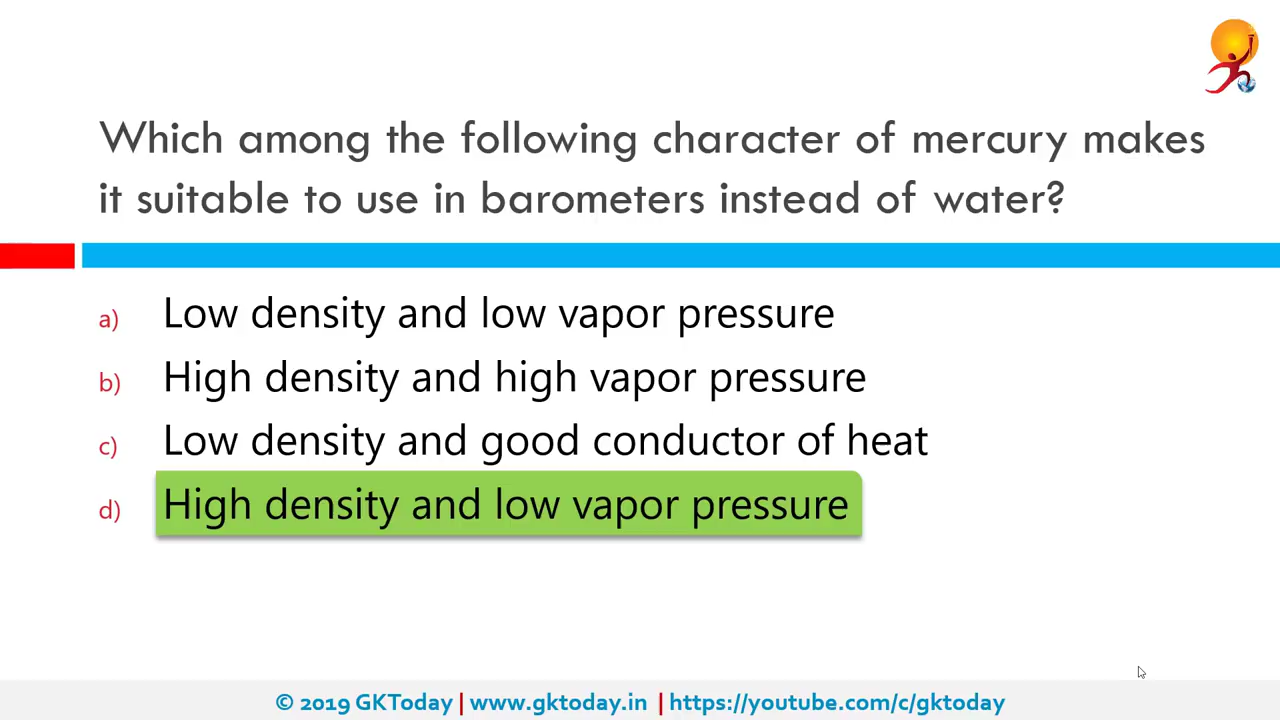 Which among the following character of mercury makes
it suitable to use in barometers instead of water?
a) Low density and low vapor pressure
b) High density and high vapor pressure
c) Low density and good conductor of heat
d) High density and low vapor pressure
© 2019 GKToday | www.gktoday.in | https://youtube.com/c/gktoday